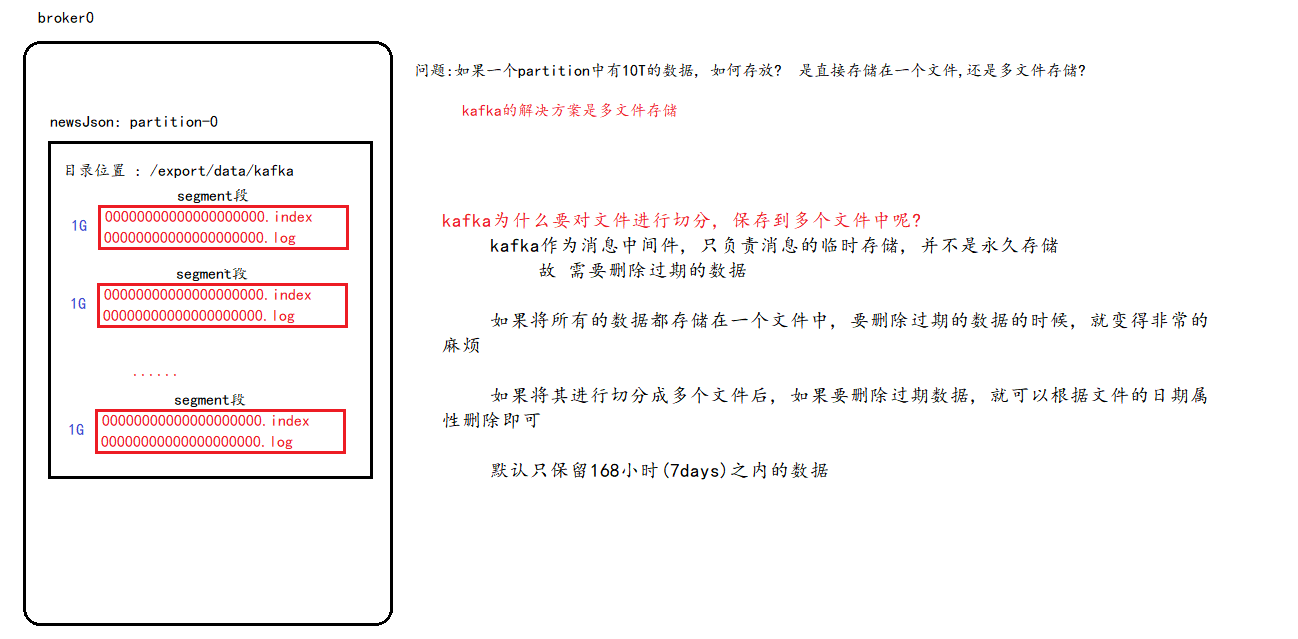 broker0
newsJson: partition-0
目录位置 : /export/data/kafka
segment段
1G
00000000000000000000.index
00000000000000000000.log
segment段
1G
00000000000000000000.index
00000000000000000000.log
......
segment段
1G
00000000000000000000.index
00000000000000000000.log
问题:如果一个partition中有10T的数据, 如何存放? 是直接存储在一个文件,还是多文件存储?
kafka的解决方案是多文件存储
kafka为什么要对文件进行切分, 保存到多个文件中呢?
kafka作为消息中间件, 只负责消息的临时存储, 并不是永久存储
故 需要删除过期的数据
如果将所有的数据都存储在一个文件中, 要删除过期的数据的时候, 就变得非常的
麻烦
如果将其进行切分成多个文件后, 如果要删除过期数据, 就可以根据文件的日期属
性删除即可
默认只保留168小时(7days)之内的数据